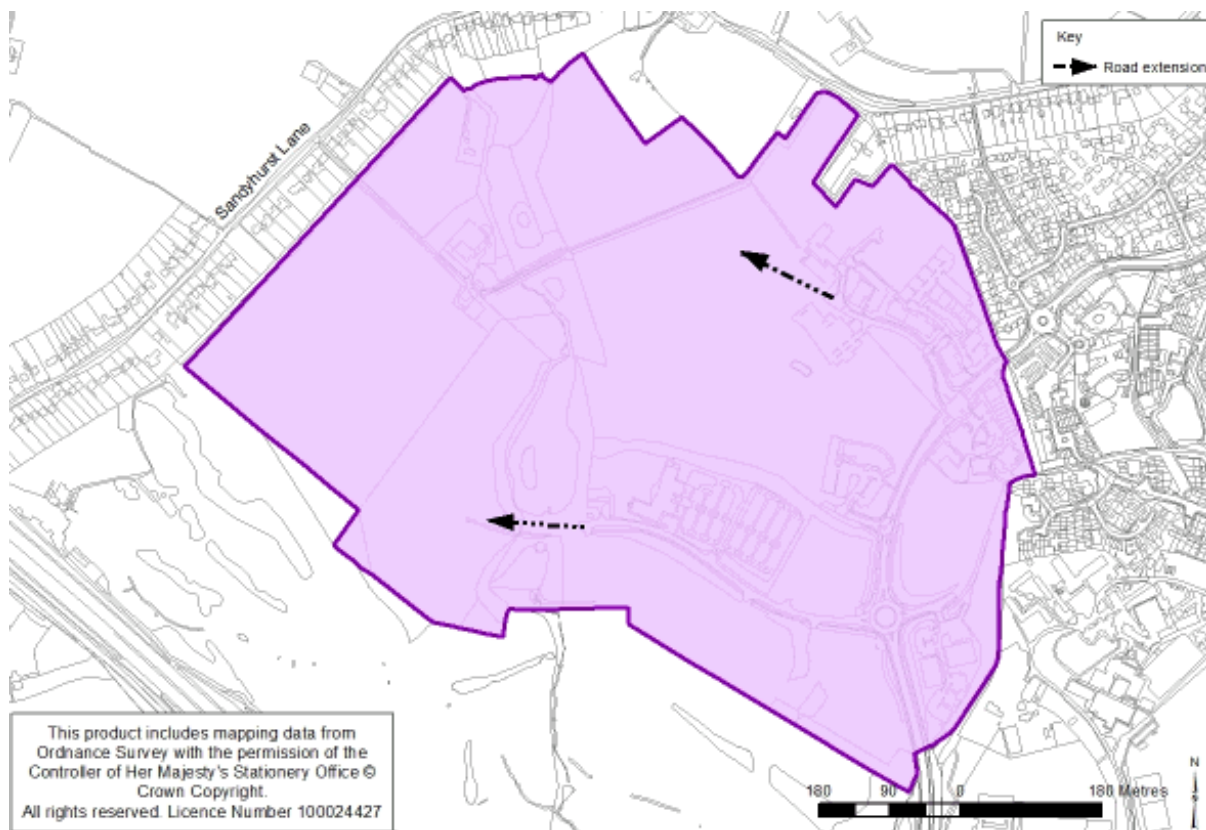 Key
Road extension
Sandyhurst Lane
This product includes mapping data from
Ordnance Survey with the permission of the
Controller of Her Majesty's Stationery Office ©
Crown Copyright.
All rights reserved. Licence Number 100024427
180 90 0 180 Metres
N